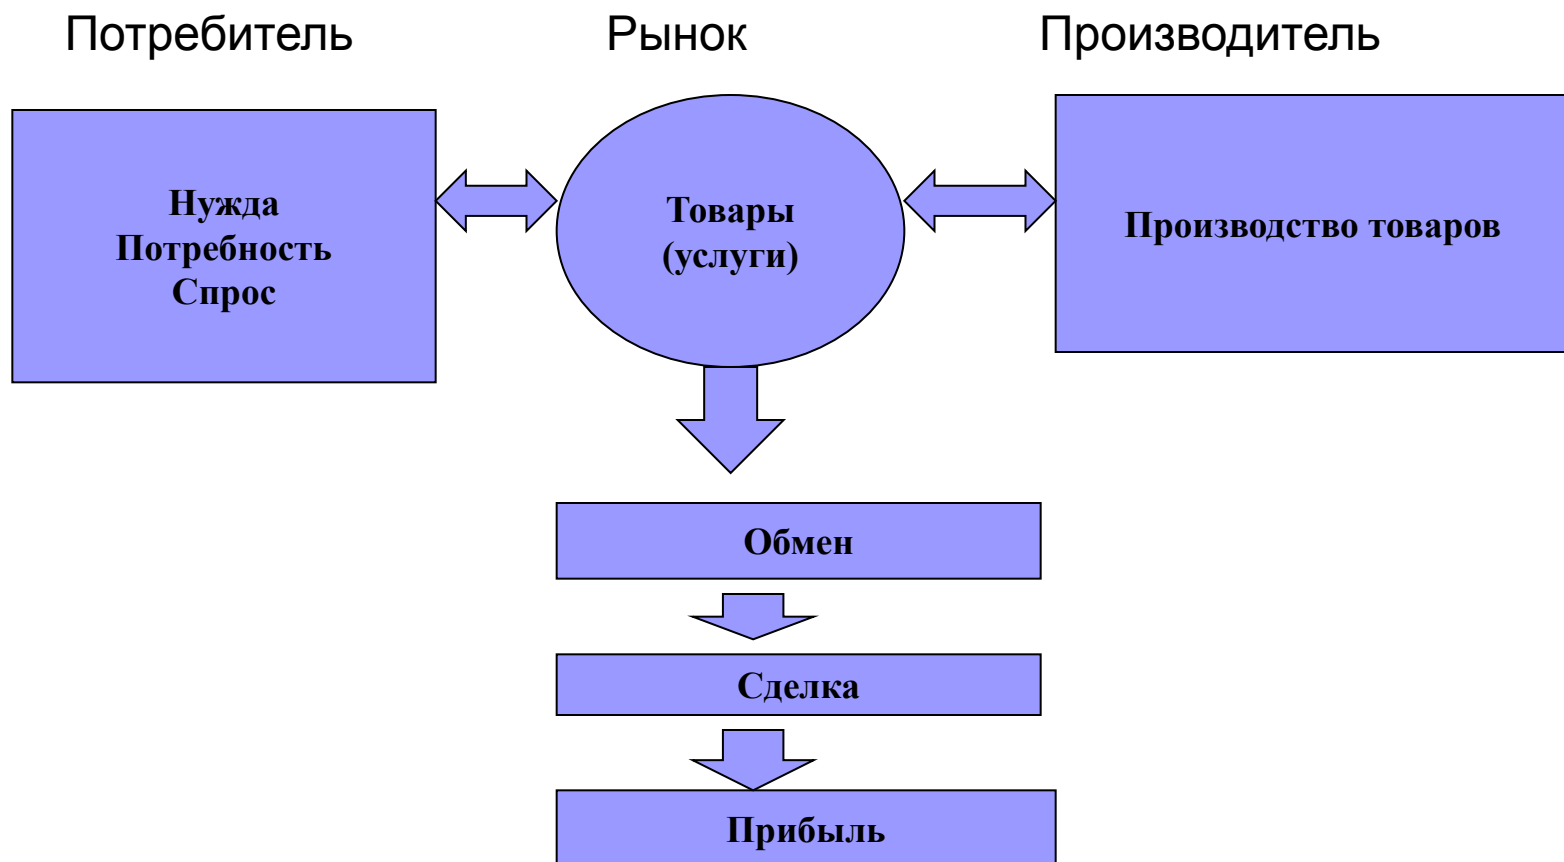 Потребитель
Рынок
Производитель
Нужда
Потребность
Спрос
Товары
(услуги)
Производство товаров
Обмен
Сделка
Прибыль